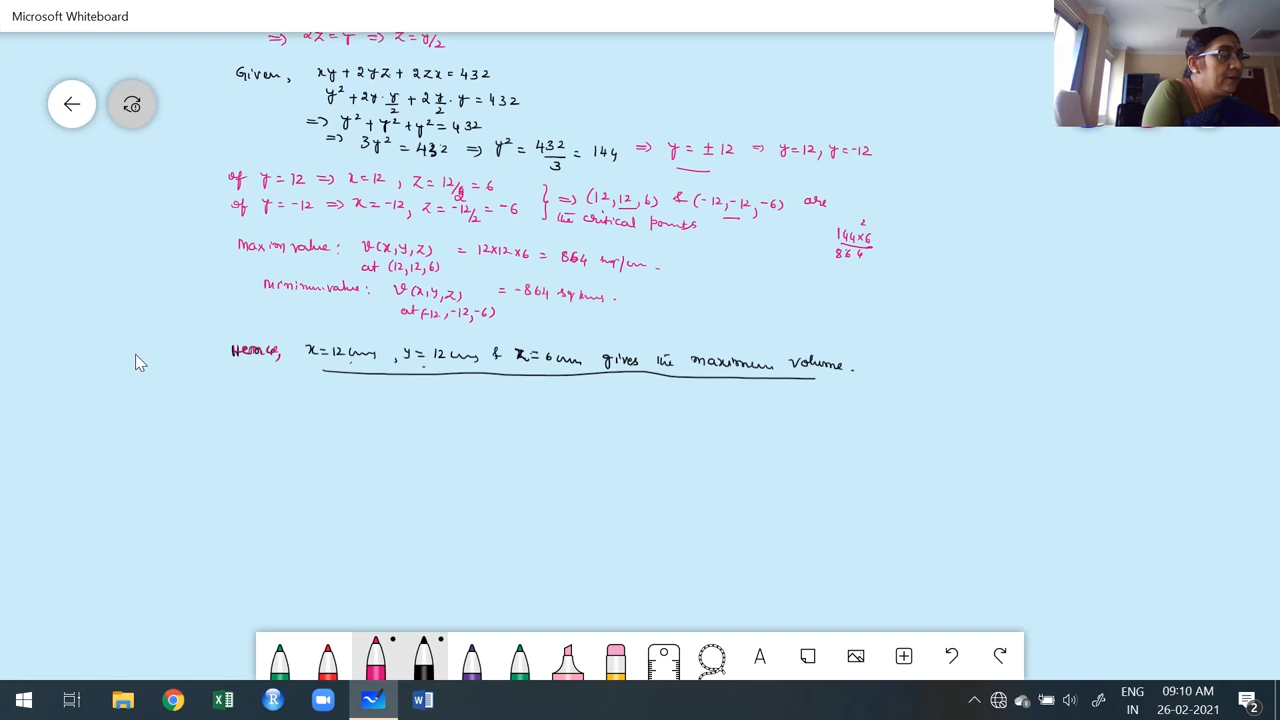 Microsoft Whiteboard
⇒ 2z = y ⇒ z = y/2
Given, xy + 2yz + 2zx = 432
y² + 2y · y/2 + 2 y/2 · y = 432
⇒ y² + y² + y² = 432
⇒ 3y² = 432 ⇒ y² = 432/3 = 144 ⇒ y = ± 12 ⇒ y = 12, y = -12
If y = 12 ⇒ x = 12 , z = 12/2 = 6
If y = -12 ⇒ x = -12, z = -12/2 = -6 } ⇒ (12, 12, 6) & (-12, -12, -6) are
the critical points
2
144×6
864
Maximum value : V(x,y,z) = 12×12×6 = 864
at (12,12,6)
Minimum value : V(x,y,z) = -864
at (-12, -12, -6)
Hence, x = 12 cms , y = 12 cms & z = 6 cm gives the maximum volume.
A
W
ENG
IN
09:10 AM
26-02-2021
2